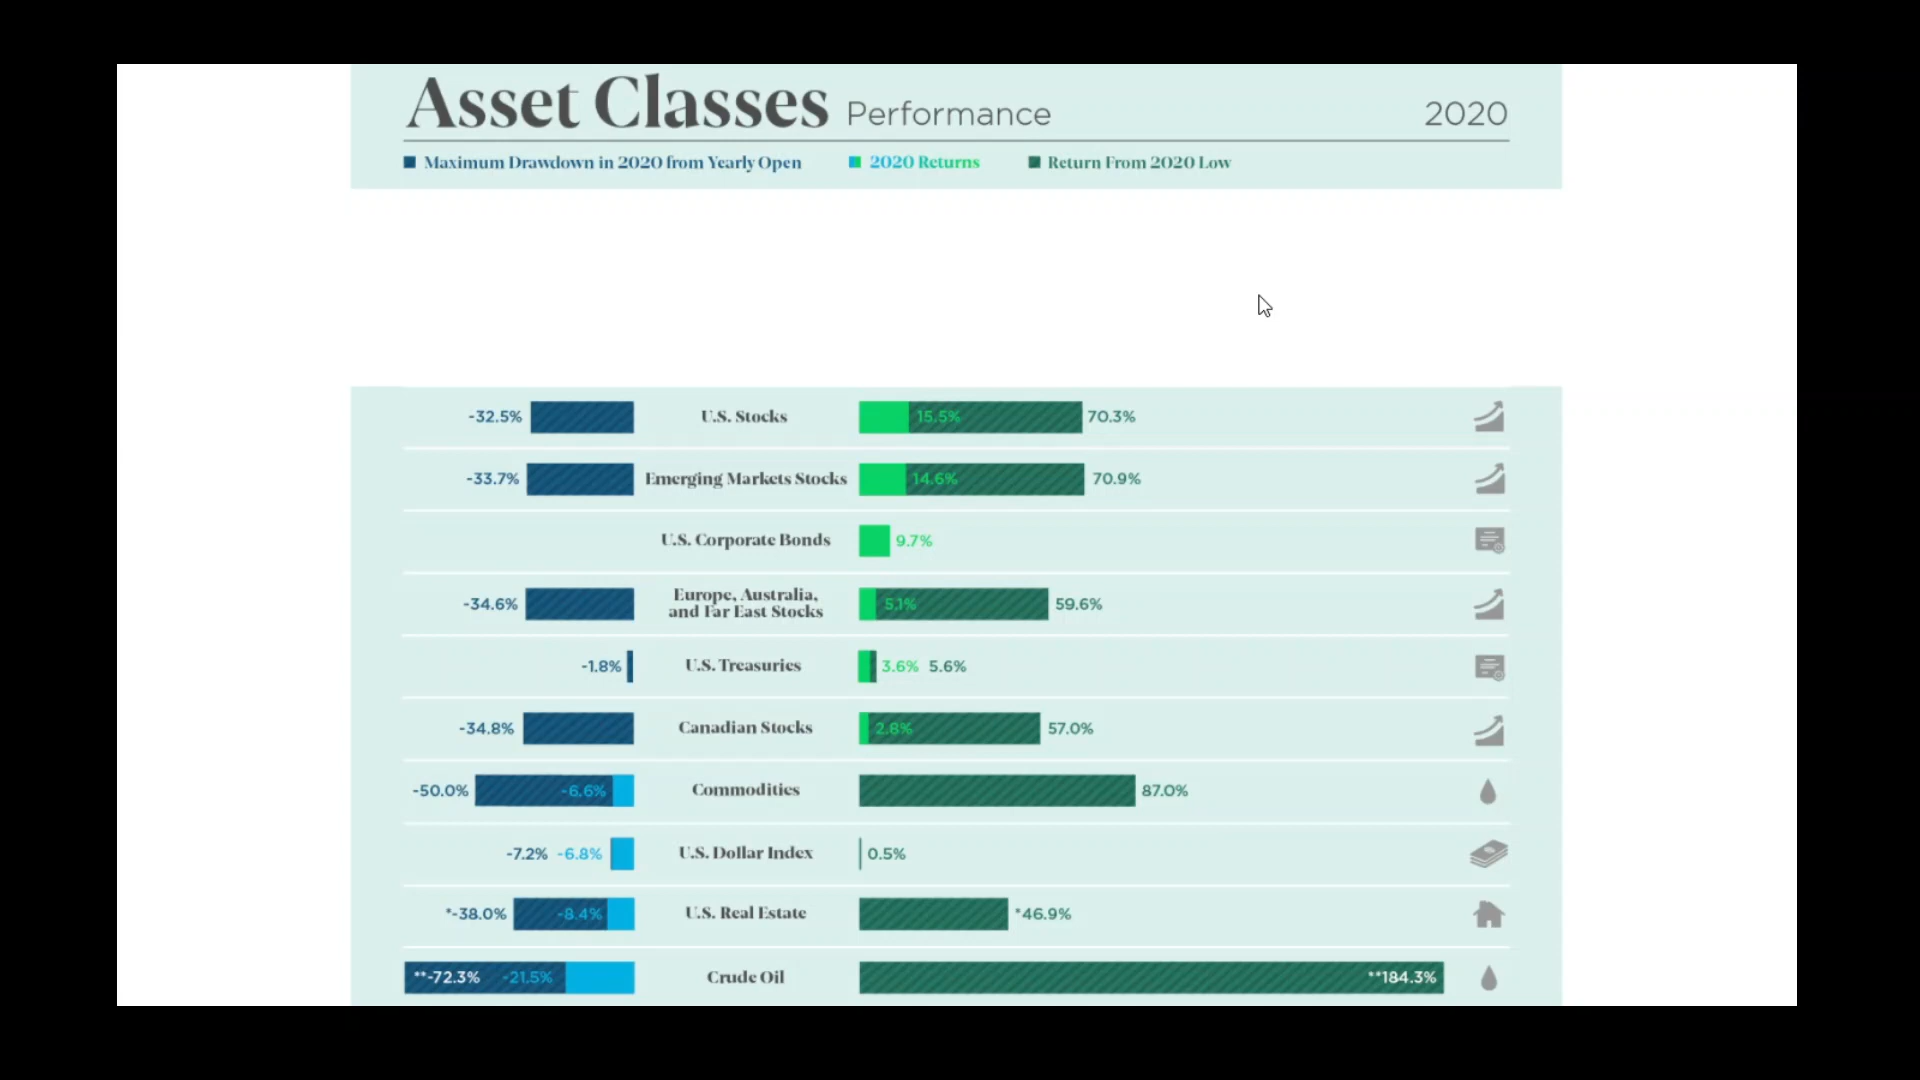 Asset Classes Performance 2020
Maximum Drawdown in 2020 from Yearly Open 2020 Returns Return From 2020 Low
-32.5% U.S. Stocks 15.5% 70.3%
-33.7% Emerging Markets Stocks 14.6% 70.9%
U.S. Corporate Bonds 9.7%
-34.6% Europe, Australia,
and Far East Stocks 5.1% 59.6%
-1.8% U.S. Treasuries 3.6% 5.6%
-34.8% Canadian Stocks 2.8% 57.0%
-50.0% -6.6% Commodities 87.0%
-7.2% -6.8% U.S. Dollar Index 0.5%
*-38.0% -8.4% U.S. Real Estate *46.9%
**-72.3% -21.5% Crude Oil **184.3%